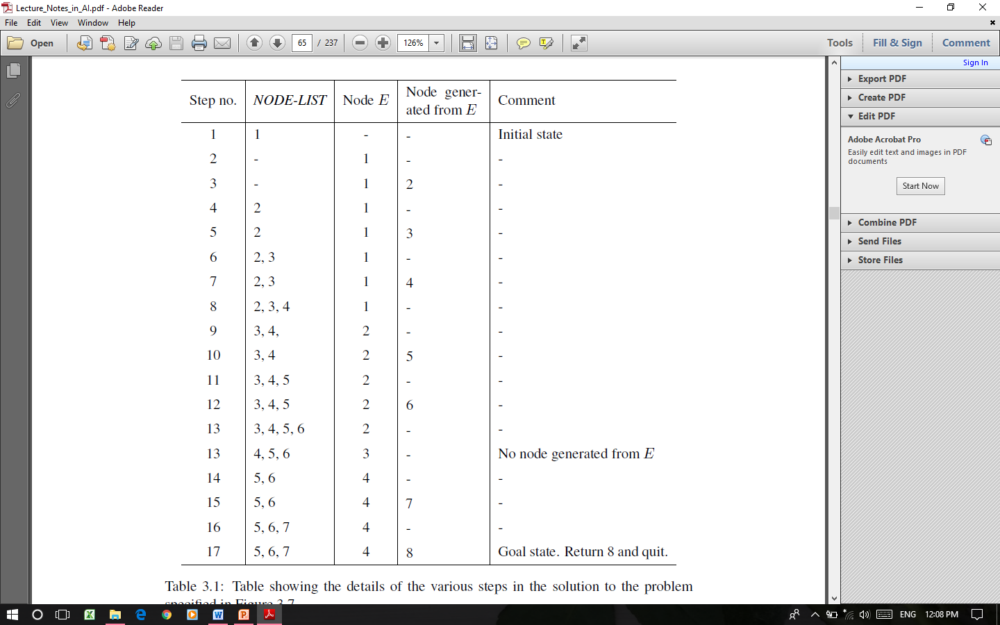 Lecture_Notes_in_AI.pdf - Adobe Reader
File Edit View Window Help
Open 65 / 237 126% Tools Fill & Sign Comment
Sign In
Export PDF
Create PDF
Edit PDF
Adobe Acrobat Pro
Easily edit text and images in PDF
documents
Start Now
Combine PDF
Send Files
Store Files
Step no. NODE-LIST Node E Node gener-
ated from E Comment
1 1 - - Initial state
2 - 1 - -
3 - 1 2 -
4 2 1 - -
5 2 1 3 -
6 2, 3 1 - -
7 2, 3 1 4 -
8 2, 3, 4 1 - -
9 3, 4, 2 - -
10 3, 4 2 5 -
11 3, 4, 5 2 - -
12 3, 4, 5 2 6 -
13 3, 4, 5, 6 2 - -
13 4, 5, 6 3 - No node generated from E
14 5, 6 4 - -
15 5, 6 4 7 -
16 5, 6, 7 4 - -
17 5, 6, 7 4 8 Goal state. Return 8 and quit.
Table 3.1: Table showing the details of the various steps in the solution to the problem
specified in Figure 3.7
ENG 12:08 PM